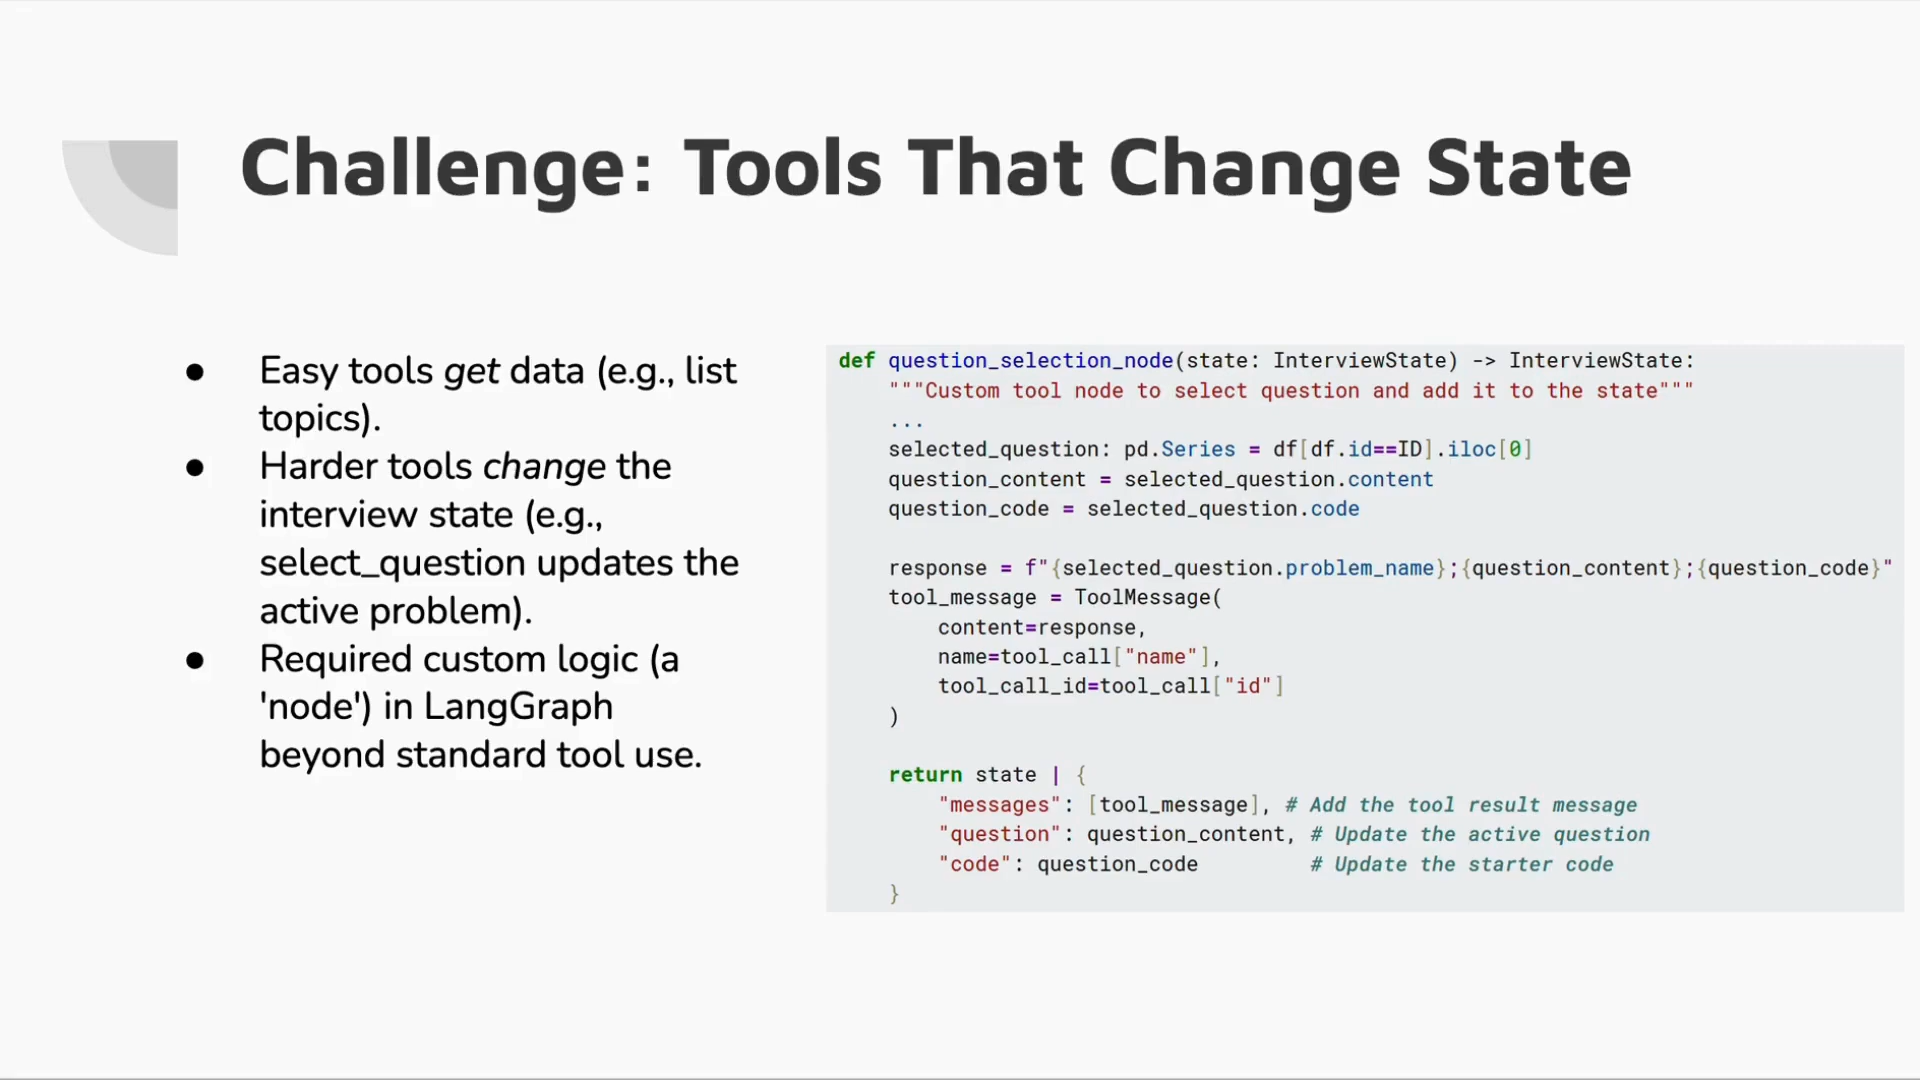 Challenge: Tools That Change State
● Easy tools get data (e.g., list
topics).
● Harder tools change the
interview state (e.g.,
select_question updates the
active problem).
● Required custom logic (a
'node') in LangGraph
beyond standard tool use.
def question_selection_node(state: InterviewState) -> InterviewState:
    """Custom tool node to select question and add it to the state"""
    ...
    selected_question: pd.Series = df[df.id==ID].iloc[0]
    question_content = selected_question.content
    question_code = selected_question.code

    response = f"{selected_question.problem_name};{question_content};{question_code}"
    tool_message = ToolMessage(
        content=response,
        name=tool_call["name"],
        tool_call_id=tool_call["id"]
    )

    return state | {
        "messages": [tool_message], # Add the tool result message
        "question": question_content, # Update the active question
        "code": question_code         # Update the starter code
    }